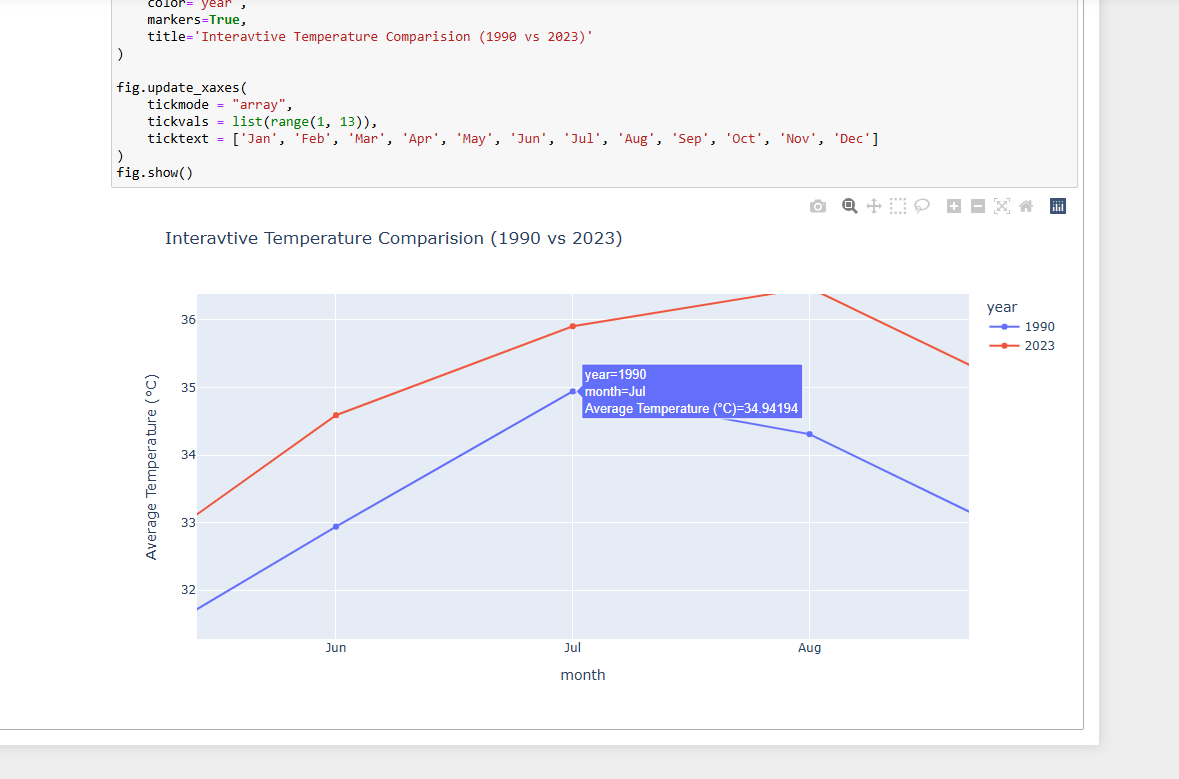 color='year',
markers=True,
title='Interavtive Temperature Comparision (1990 vs 2023)'
)
fig.update_xaxes(
tickmode = "array",
tickvals = list(range(1, 13)),
ticktext = ['Jan', 'Feb', 'Mar', 'Apr', 'May', 'Jun', 'Jul', 'Aug', 'Sep', 'Oct', 'Nov', 'Dec']
)
fig.show()
Interavtive Temperature Comparision (1990 vs 2023)
year
1990
2023
36
35
34
33
32
Average Temperature (°C)
year=1990
month=Jul
Average Temperature (°C)=34.94194
Jun Jul Aug
month